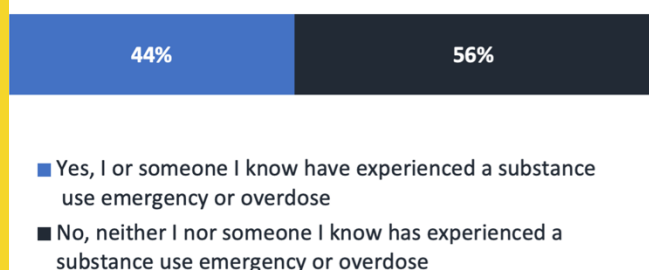 44% 56%
Yes, I or someone I know have experienced a substance
use emergency or overdose
No, neither I nor someone I know has experienced a
substance use emergency or overdose